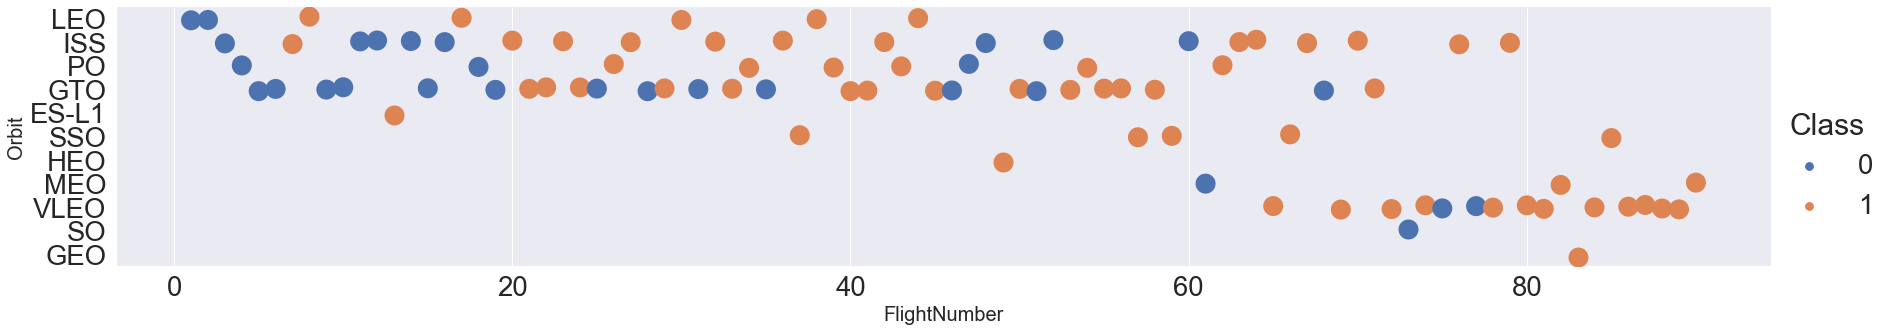 LEO
ISS
PO
GTO
ES-L1
SSO
HEO
MEO
VLEO
SO
GEO
Orbit
0 20 40 60 80
FlightNumber
Class
0
1